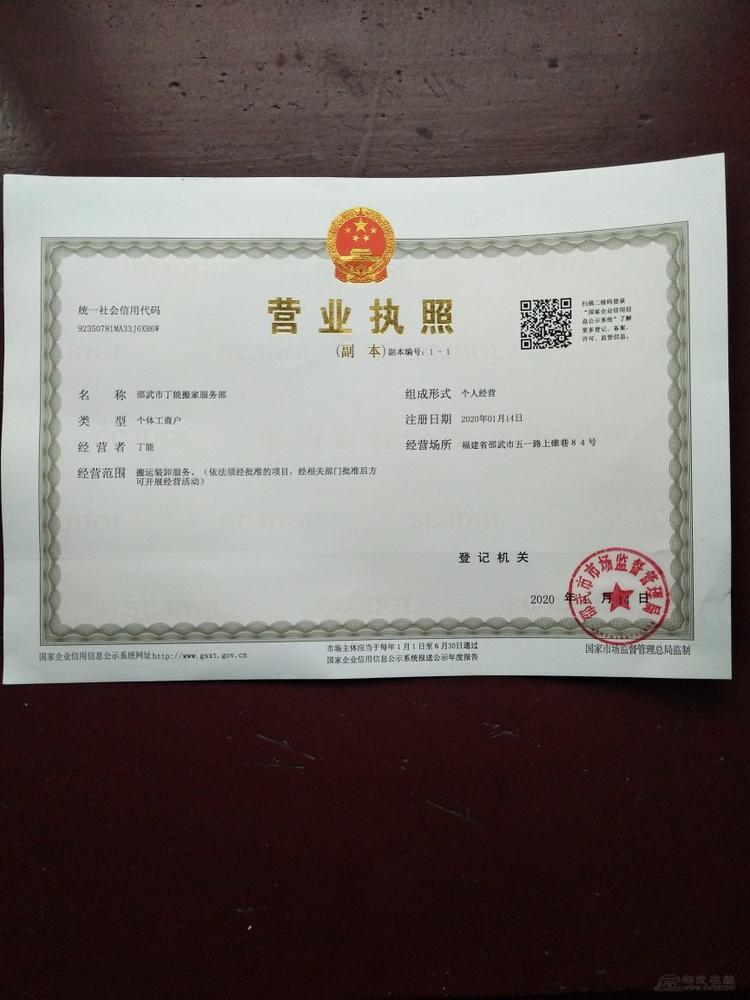 统一社会信用代码
92350781MA33J6XR6W
营业执照
(副 本)副本编号：1-1
扫描二维码登录
“国家企业信用信
息公示系统”了解
更多登记、备案、
许可、监管信息。
名 称 邵武市丁能搬家服务部
类 型 个体工商户
经 营 者 丁能
经营范围 搬运装卸服务。（依法须经批准的项目，经相关部门批准后方
可开展经营活动）
组成形式 个人经营
注册日期 2020年01月14日
经营场所 福建省邵武市五一路上碓巷84号
登 记 机 关
邵武市市场监督管理局
2020 年 1 月 14 日
国家企业信用信息公示系统网址http://www.gsxt.gov.cn
市场主体应当于每年1月1日至6月30日通过
国家企业信用信息公示系统报送公示年度报告
国家市场监督管理总局监制
邵武在线